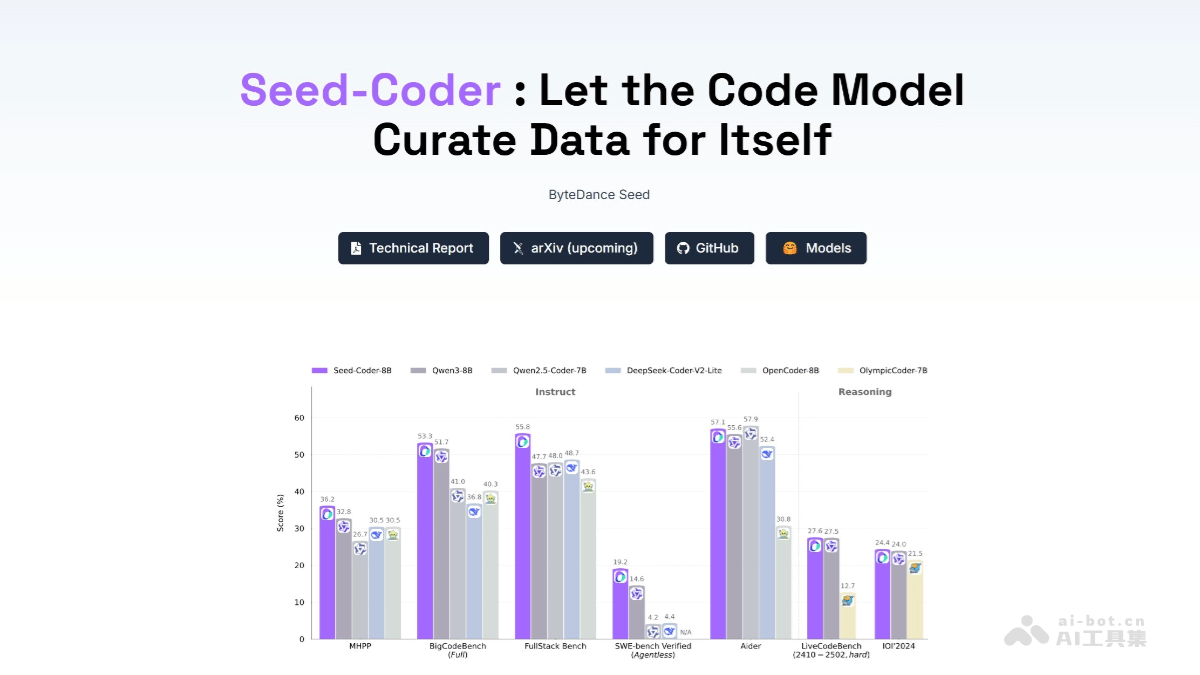 Seed-Coder : Let the Code Model
Curate Data for Itself
ByteDance Seed
Technical Report
arXiv (upcoming)
GitHub
Models
Seed-Coder-8B
Qwen3-8B
Qwen2.5-Coder-7B
DeepSeek-Coder-V2-Lite
OpenCoder-8B
OlympicCoder-7B
Instruct
Reasoning
Score (%)
60
50
40
30
20
10
0
36.2
32.8
26.7
30.5
30.5
53.3
51.7
41.0
36.8
40.3
55.8
47.7
48.0
48.7
43.6
19.2
14.6
4.2
4.4
N/A
57.1
55.6
57.9
52.4
30.8
27.6
27.5
12.7
24.4
24.0
21.5
MHPP
BigCodeBench
(Full)
FullStack Bench
SWE-bench Verified
(Agentless)
Aider
LiveCodeBench
(2410 − 2502, hard)
IOI'2024
ai-bot.cn
AI工具集